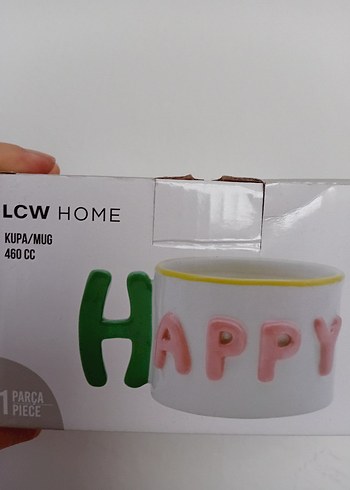 LCW HOME
KUPA/MUG
460 CC
HAPPY
1 PARÇA
PIECE